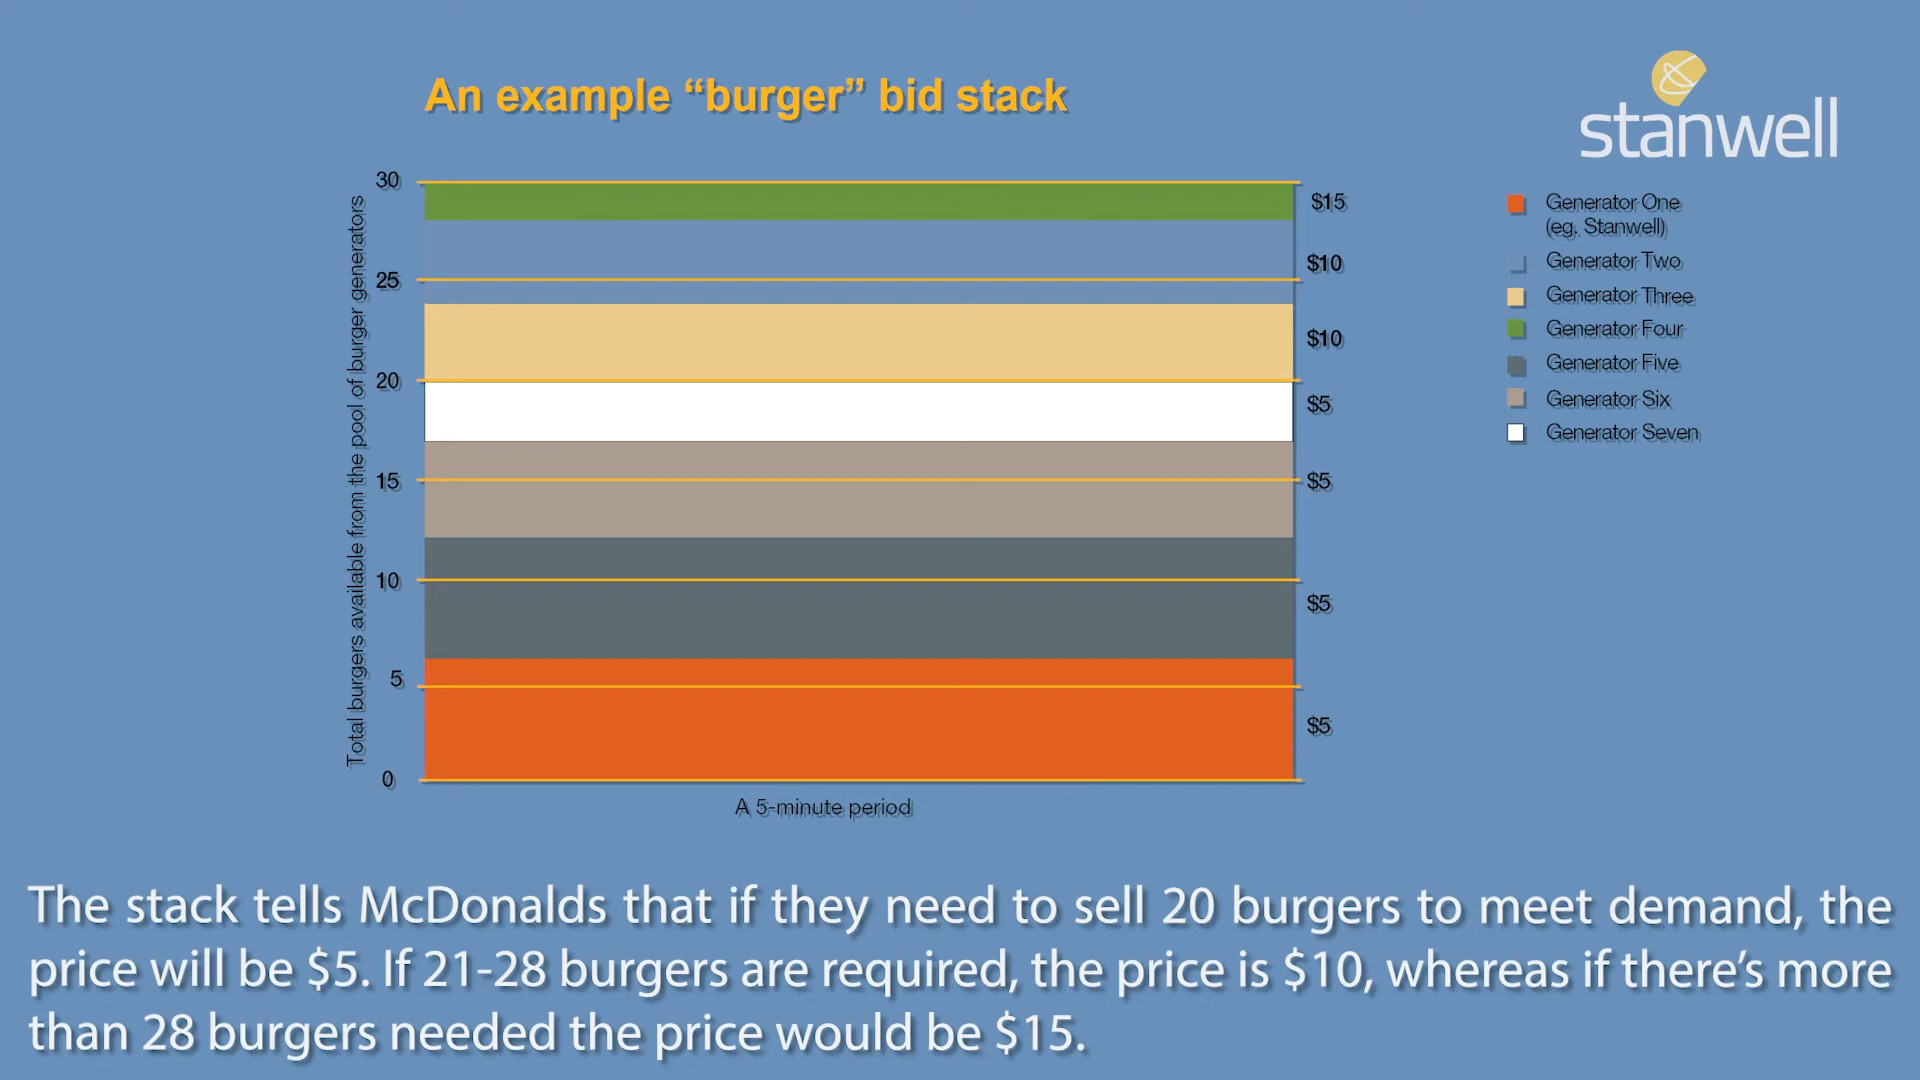 An example “burger” bid stack
stanwell
Total burgers available from the pool of burger generators
30
25
20
15
10
5
0
$15
$10
$10
$5
$5
$5
$5
A 5-minute period
Generator One
(eg. Stanwell)
Generator Two
Generator Three
Generator Four
Generator Five
Generator Six
Generator Seven
The stack tells McDonalds that if they need to sell 20 burgers to meet demand, the
price will be $5. If 21-28 burgers are required, the price is $10, whereas if there’s more
than 28 burgers needed the price would be $15.